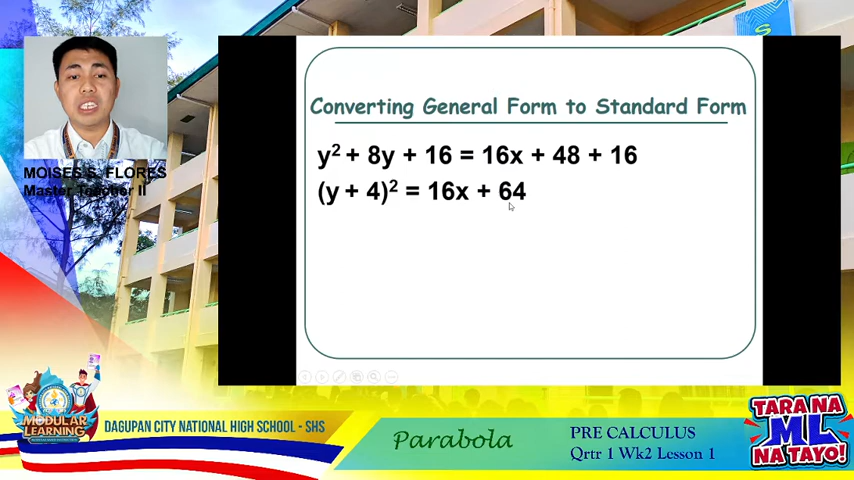 Converting General Form to Standard Form
y² + 8y + 16 = 16x + 48 + 16
(y + 4)² = 16x + 64
MOISES S. FLORES
Master Teacher II
MODULAR
LEARNING
DAGUPAN CITY NATIONAL HIGH SCHOOL - SHS
Parabola
PRE CALCULUS
Qrtr 1 Wk2 Lesson 1
TARA NA
ML
NA TAYO!